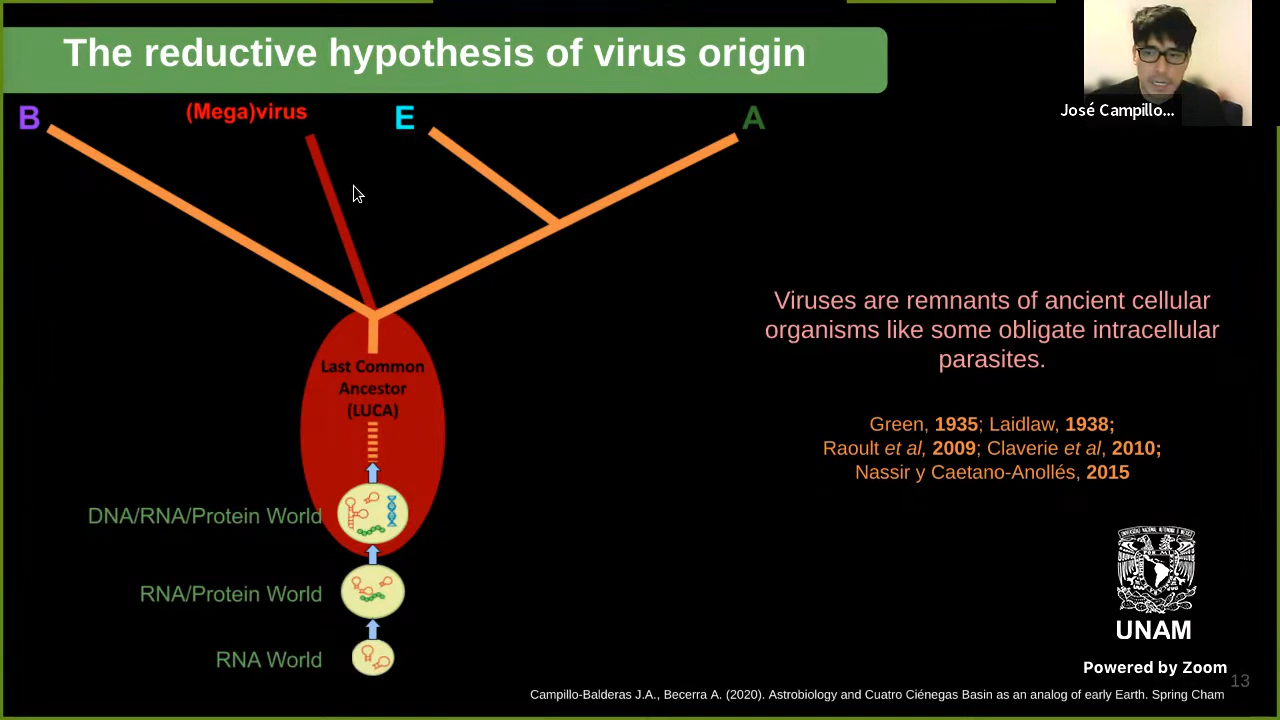 The reductive hypothesis of virus origin
José Campillo...
B
(Mega)virus
E
A
Viruses are remnants of ancient cellular
organisms like some obligate intracellular
parasites.
Last Common
Ancestor
(LUCA)
Green, 1935; Laidlaw, 1938;
Raoult et al, 2009; Claverie et al, 2010;
Nassir y Caetano-Anollés, 2015
DNA/RNA/Protein World
RNA/Protein World
RNA World
UNAM
Powered by Zoom
13
Campillo-Balderas J.A., Becerra A. (2020). Astrobiology and Cuatro Ciénegas Basin as an analog of early Earth. Spring Cham